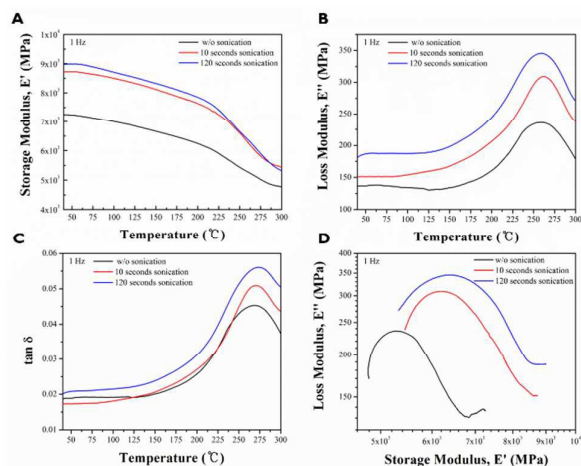 A
1 Hz
w/o sonication
10 seconds sonication
120 seconds sonication
Storage Modulus, E' (MPa)
9x10³
8x10³
7x10³
6x10³
5x10³
4x10³
50 75 100 125 150 175 200 225 250 275 300
Temperature (℃)
B
1 Hz
w/o sonication
10 seconds sonication
120 seconds sonication
Loss Modulus, E'' (MPa)
350
300
250
200
150
100
50 75 100 125 150 175 200 225 250 275 300
Temperature (℃)
C
1 Hz
w/o sonication
10 seconds sonication
120 seconds sonication
tan δ
0.06
0.05
0.04
0.03
0.02
0.01
50 75 100 125 150 175 200 225 250 275 300
Temperature (℃)
D
1 Hz
w/o sonication
10 seconds sonication
120 seconds sonication
Loss Modulus, E'' (MPa)
350
300
250
200
150
5x10³ 6x10³ 7x10³ 8x10³ 9x10³
Storage Modulus, E' (MPa)